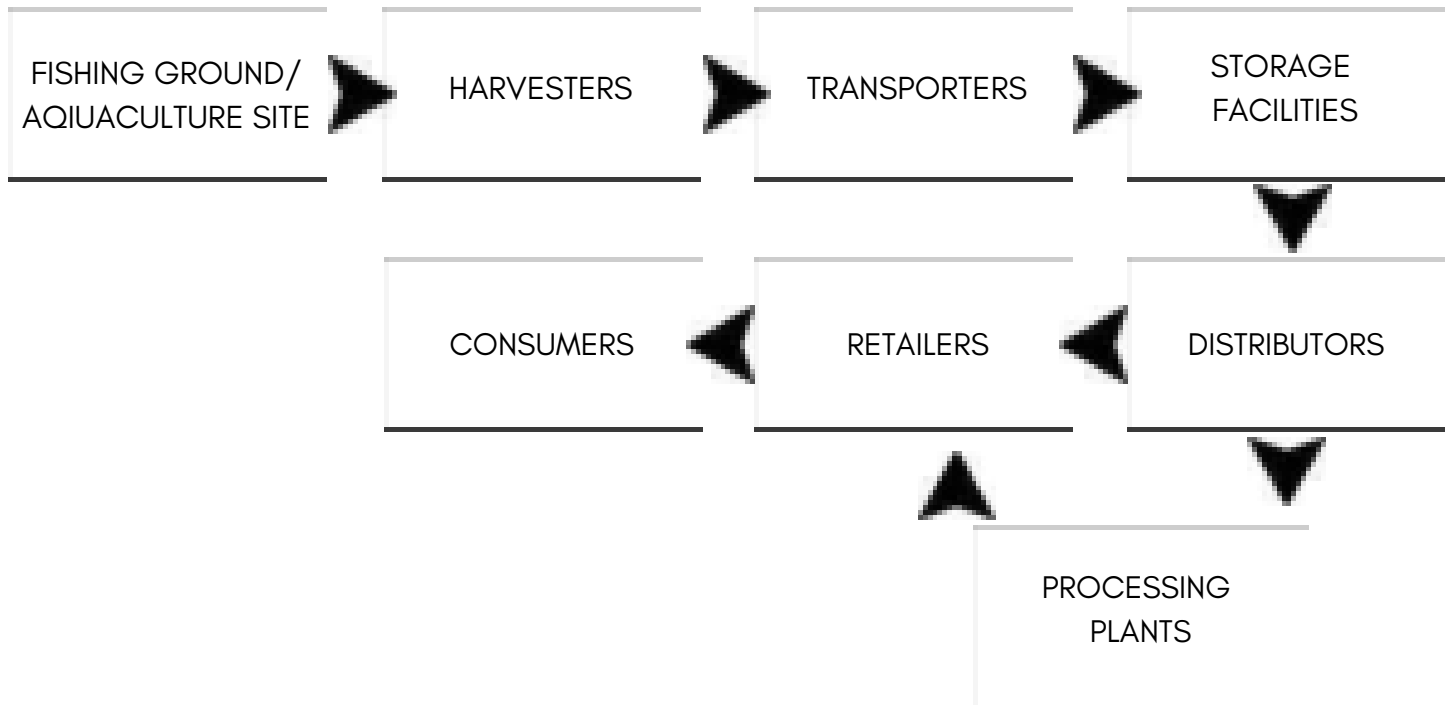 FISHING GROUND/
AQIUACULTURE SITE
HARVESTERS
TRANSPORTERS
STORAGE
FACILITIES
CONSUMERS
RETAILERS
DISTRIBUTORS
PROCESSING
PLANTS